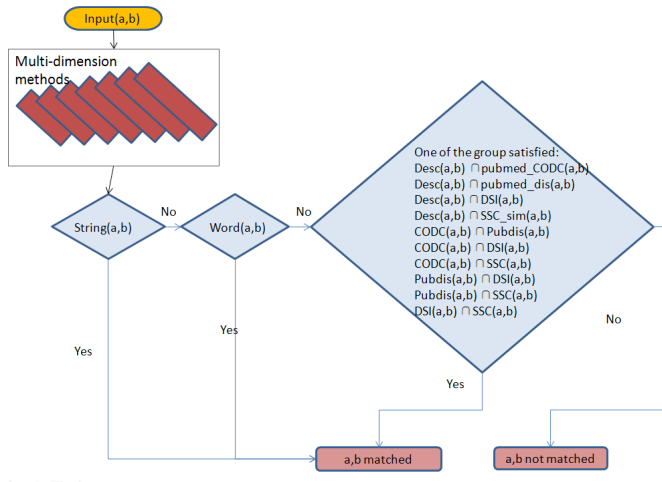 Input(a,b)
Multi-dimension
methods
String(a,b)
No
Word(a,b)
No
One of the group satisfied:
Desc(a,b) ∩pubmed_CODC(a,b)
Desc(a,b) ∩pubmed_dis(a,b)
Desc(a,b) ∩DSI(a,b)
Desc(a,b) ∩SSC_sim(a,b)
CODC(a,b) ∩Pubdis(a,b)
CODC(a,b) ∩DSI(a,b)
CODC(a,b) ∩SSC(a,b)
Pubdis(a,b) ∩DSI(a,b)
Pubdis(a,b) ∩SSC(a,b)
DSI(a,b) ∩SSC(a,b)
No
Yes
Yes
Yes
a,b matched
a,b not matched